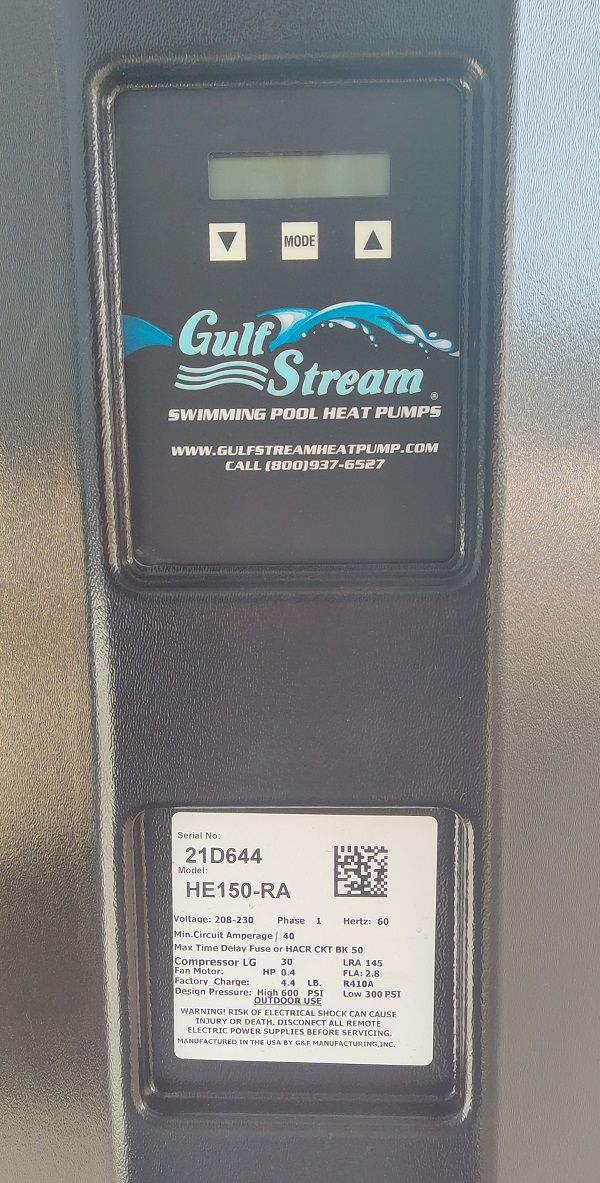 MODE
Gulf
Stream®
SWIMMING POOL HEAT PUMPS
WWW.GULFSTREAMHEATPUMP.COM
CALL (800)937-6527
Serial No:
21D644
Model:
HE150-RA
Voltage: 208-230 Phase 1 Hertz: 60
Min.Circuit Amperage/ 40
Max Time Delay Fuse or HACR CKT BK 50
Compressor LG 30 LRA 145
Fan Motor: HP 0.4 FLA: 2.8
Factory Charge: 4.4 LB. R410A
Design Pressure: High 600 PSI Low 300 PSI
OUTDOOR USE
WARNING! RISK OF ELECTRICAL SHOCK CAN CAUSE
INJURY OR DEATH. DISCONECT ALL REMOTE
ELECTRIC POWER SUPPLIES BEFORE SERVICING.
MANUFACTURED IN THE USA BY G&F MANUFACTURING,INC.